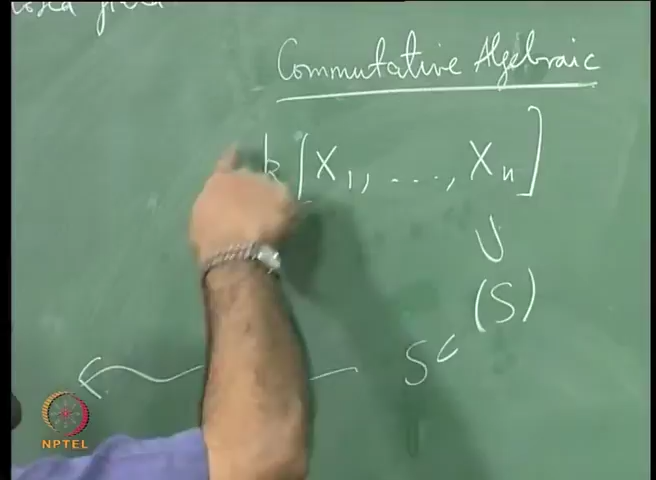 Commutative Algebraic
k[X₁, ..., Xₙ]
∪
(S)
S
NPTEL